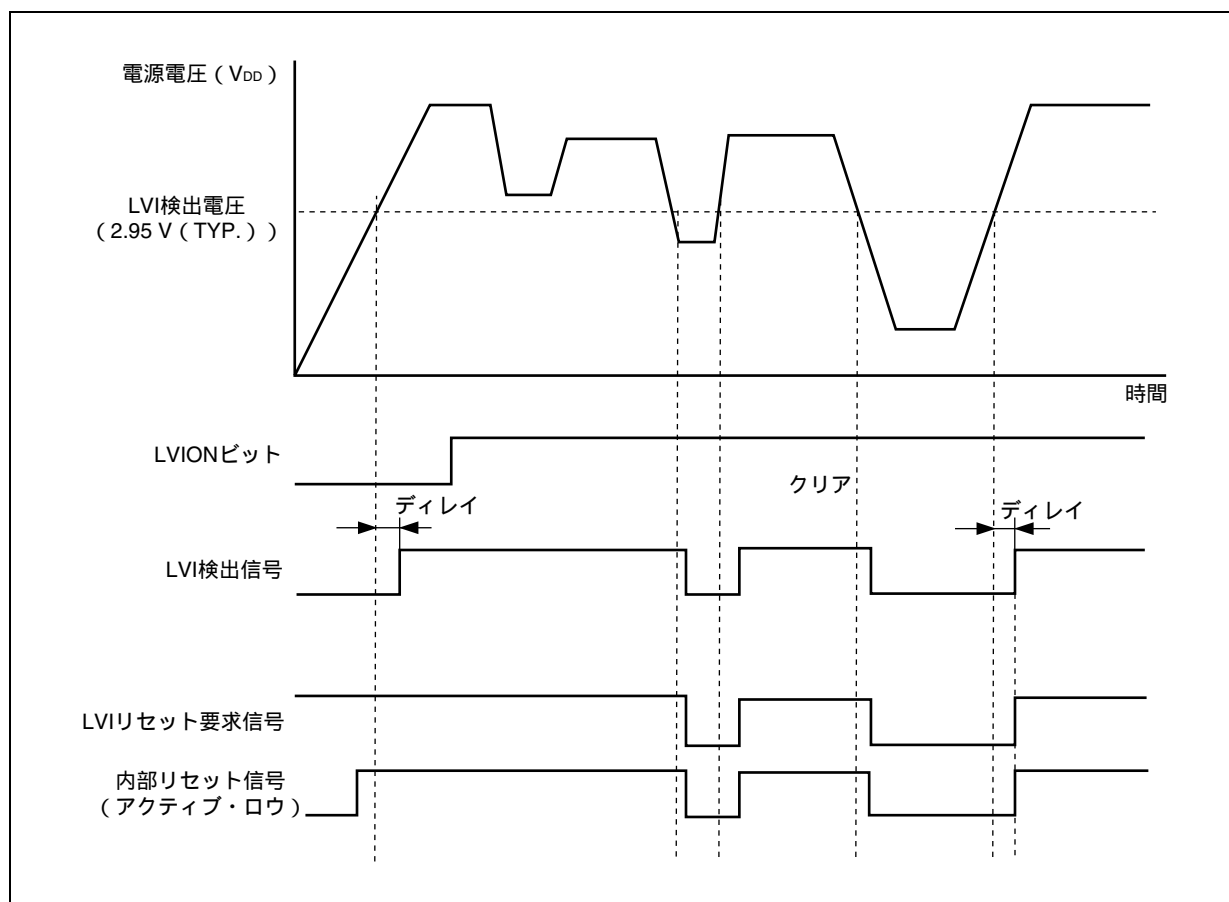 電源電圧（VDD）
LVI検出電圧
（2.95 V（TYP.））
時間
LVIONビット
クリア
ディレイ
ディレイ
LVI検出信号
LVIリセット要求信号
内部リセット信号
（アクティブ・ロウ）